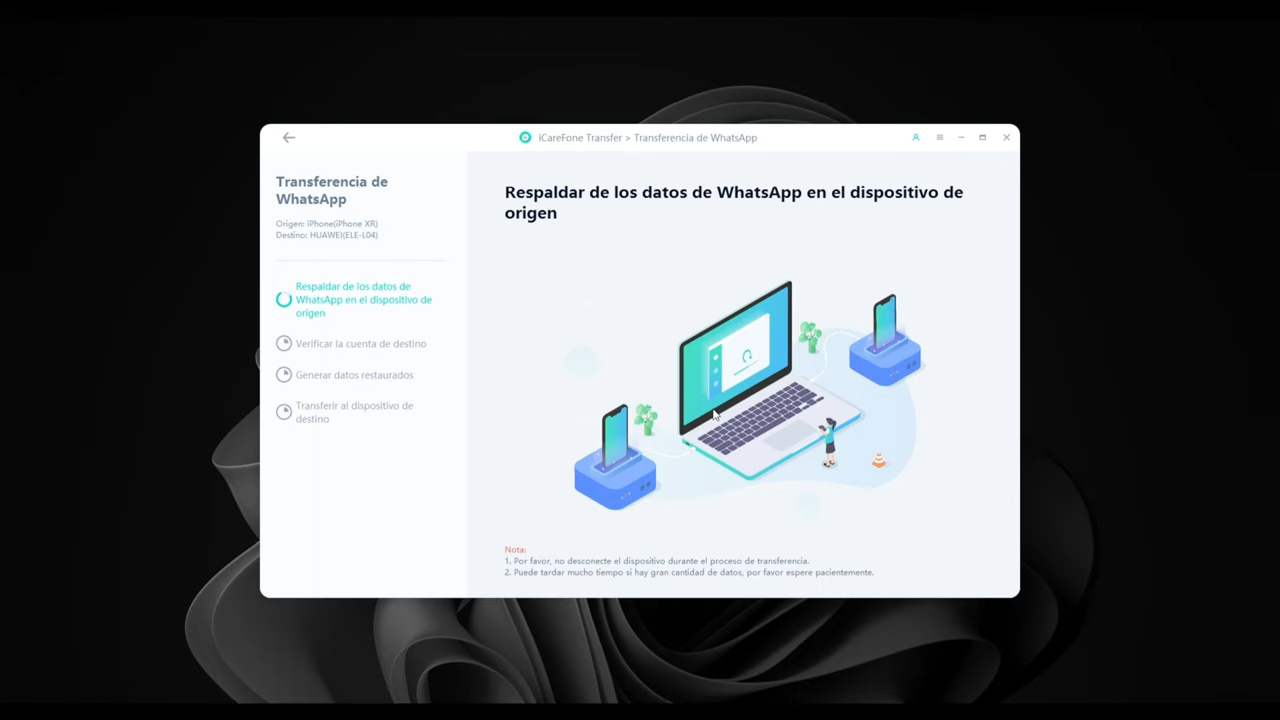 iCareFone Transfer > Transferencia de WhatsApp
Transferencia de
WhatsApp
Origen: iPhone(iPhone XR)
Destino: HUAWEI(ELE-L04)
Respaldar de los datos de
WhatsApp en el dispositivo de
origen
Verificar la cuenta de destino
Generar datos restaurados
Transferir al dispositivo de
destino
Respaldar de los datos de WhatsApp en el dispositivo de
origen
Nota:
1. Por favor, no desconecte el dispositivo durante el proceso de transferencia.
2. Puede tardar mucho tiempo si hay gran cantidad de datos, por favor espere pacientemente.